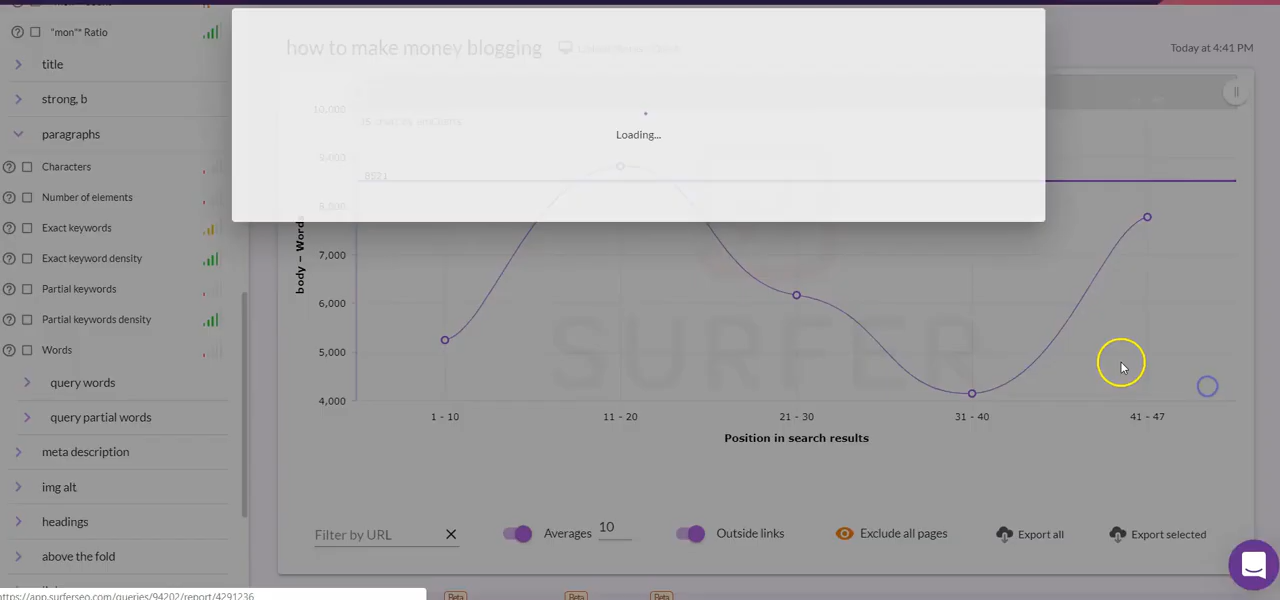 "mon"* Ratio
title
strong, b
paragraphs
Characters
Number of elements
Exact keywords
Exact keyword density
Partial keywords
Partial keywords density
Words
query words
query partial words
meta description
img alt
headings
above the fold
how to make money blogging
Today at 4:41 PM
Loading...
10,000
9,000
8521
8,000
7,000
6,000
5,000
4,000
body – Words
SURFER
1 - 10
11 - 20
21 - 30
31 - 40
41 - 47
Position in search results
Filter by URL
Averages 10
Outside links
Exclude all pages
Export all
Export selected
Beta
Beta
Beta
https://app.surferseo.com/queries/94202/report/4291236